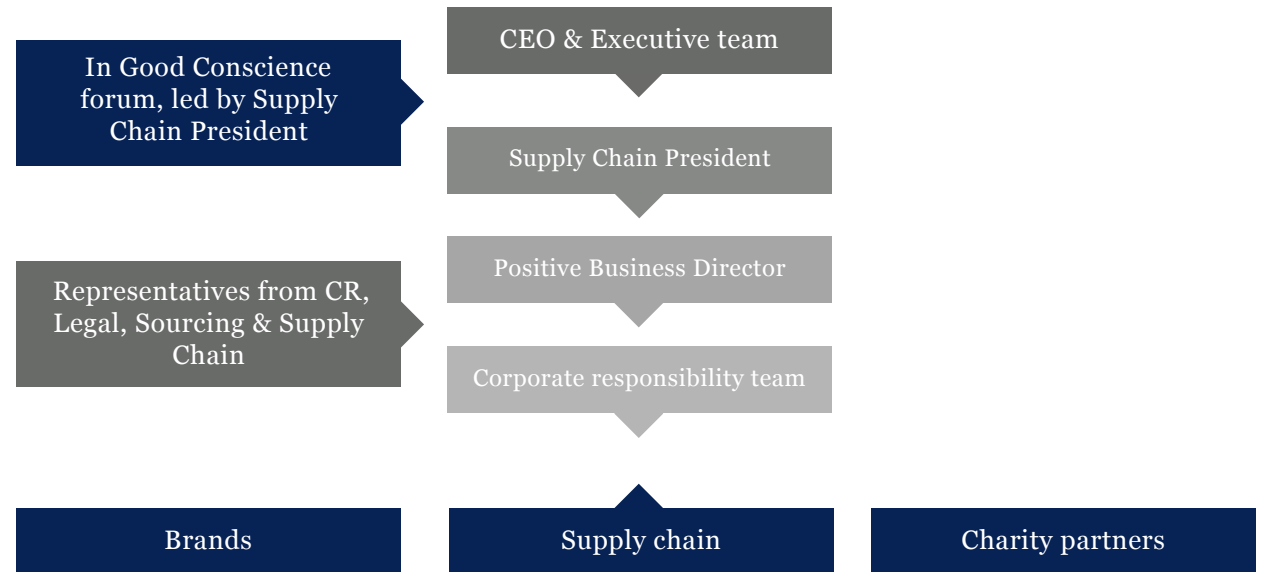 CEO & Executive team
In Good Conscience
forum, led by Supply
Chain President
Supply Chain President
Positive Business Director
Representatives from CR,
Legal, Sourcing & Supply
Chain
Corporate responsibility team
Brands
Supply chain
Charity partners